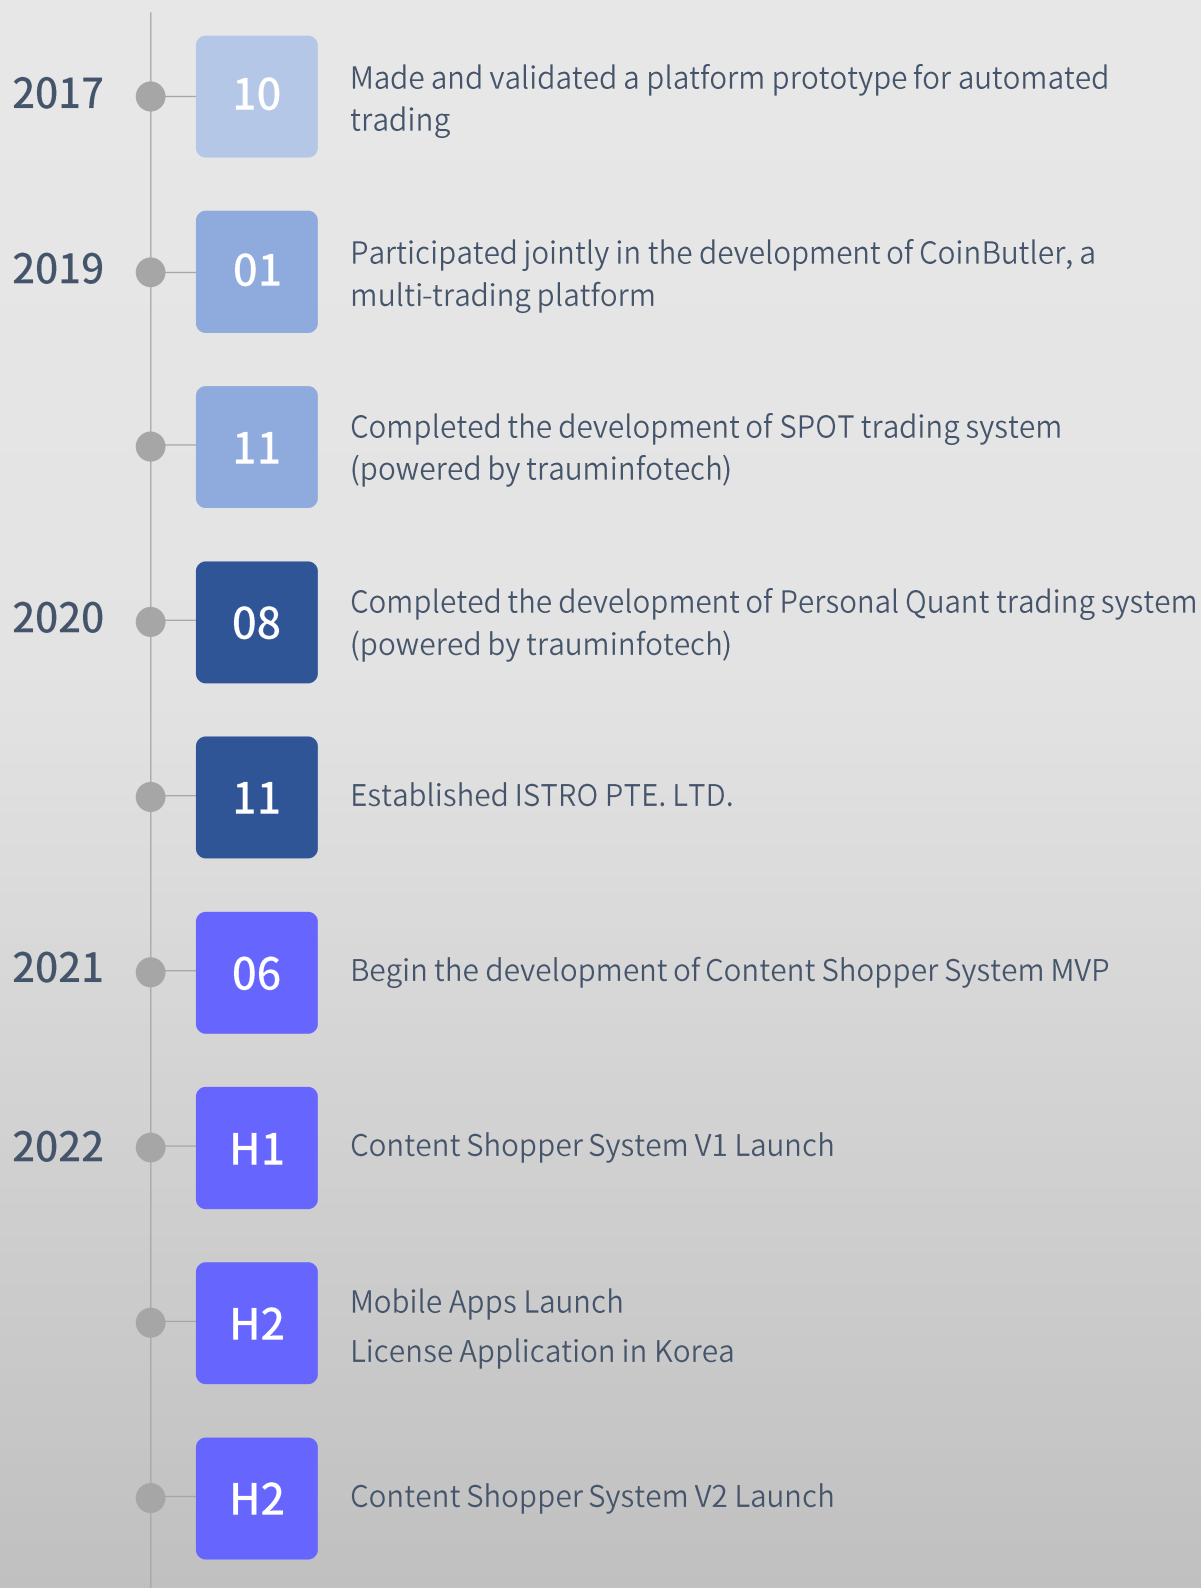 2017
10
Made and validated a platform prototype for automated
trading
2019
01
Participated jointly in the development of CoinButler, a
multi-trading platform
11
Completed the development of SPOT trading system
(powered by trauminfotech)
2020
08
Completed the development of Personal Quant trading system
(powered by trauminfotech)
11
Established ISTRO PTE. LTD.
2021
06
Begin the development of Content Shopper System MVP
2022
H1
Content Shopper System V1 Launch
H2
Mobile Apps Launch
License Application in Korea
H2
Content Shopper System V2 Launch